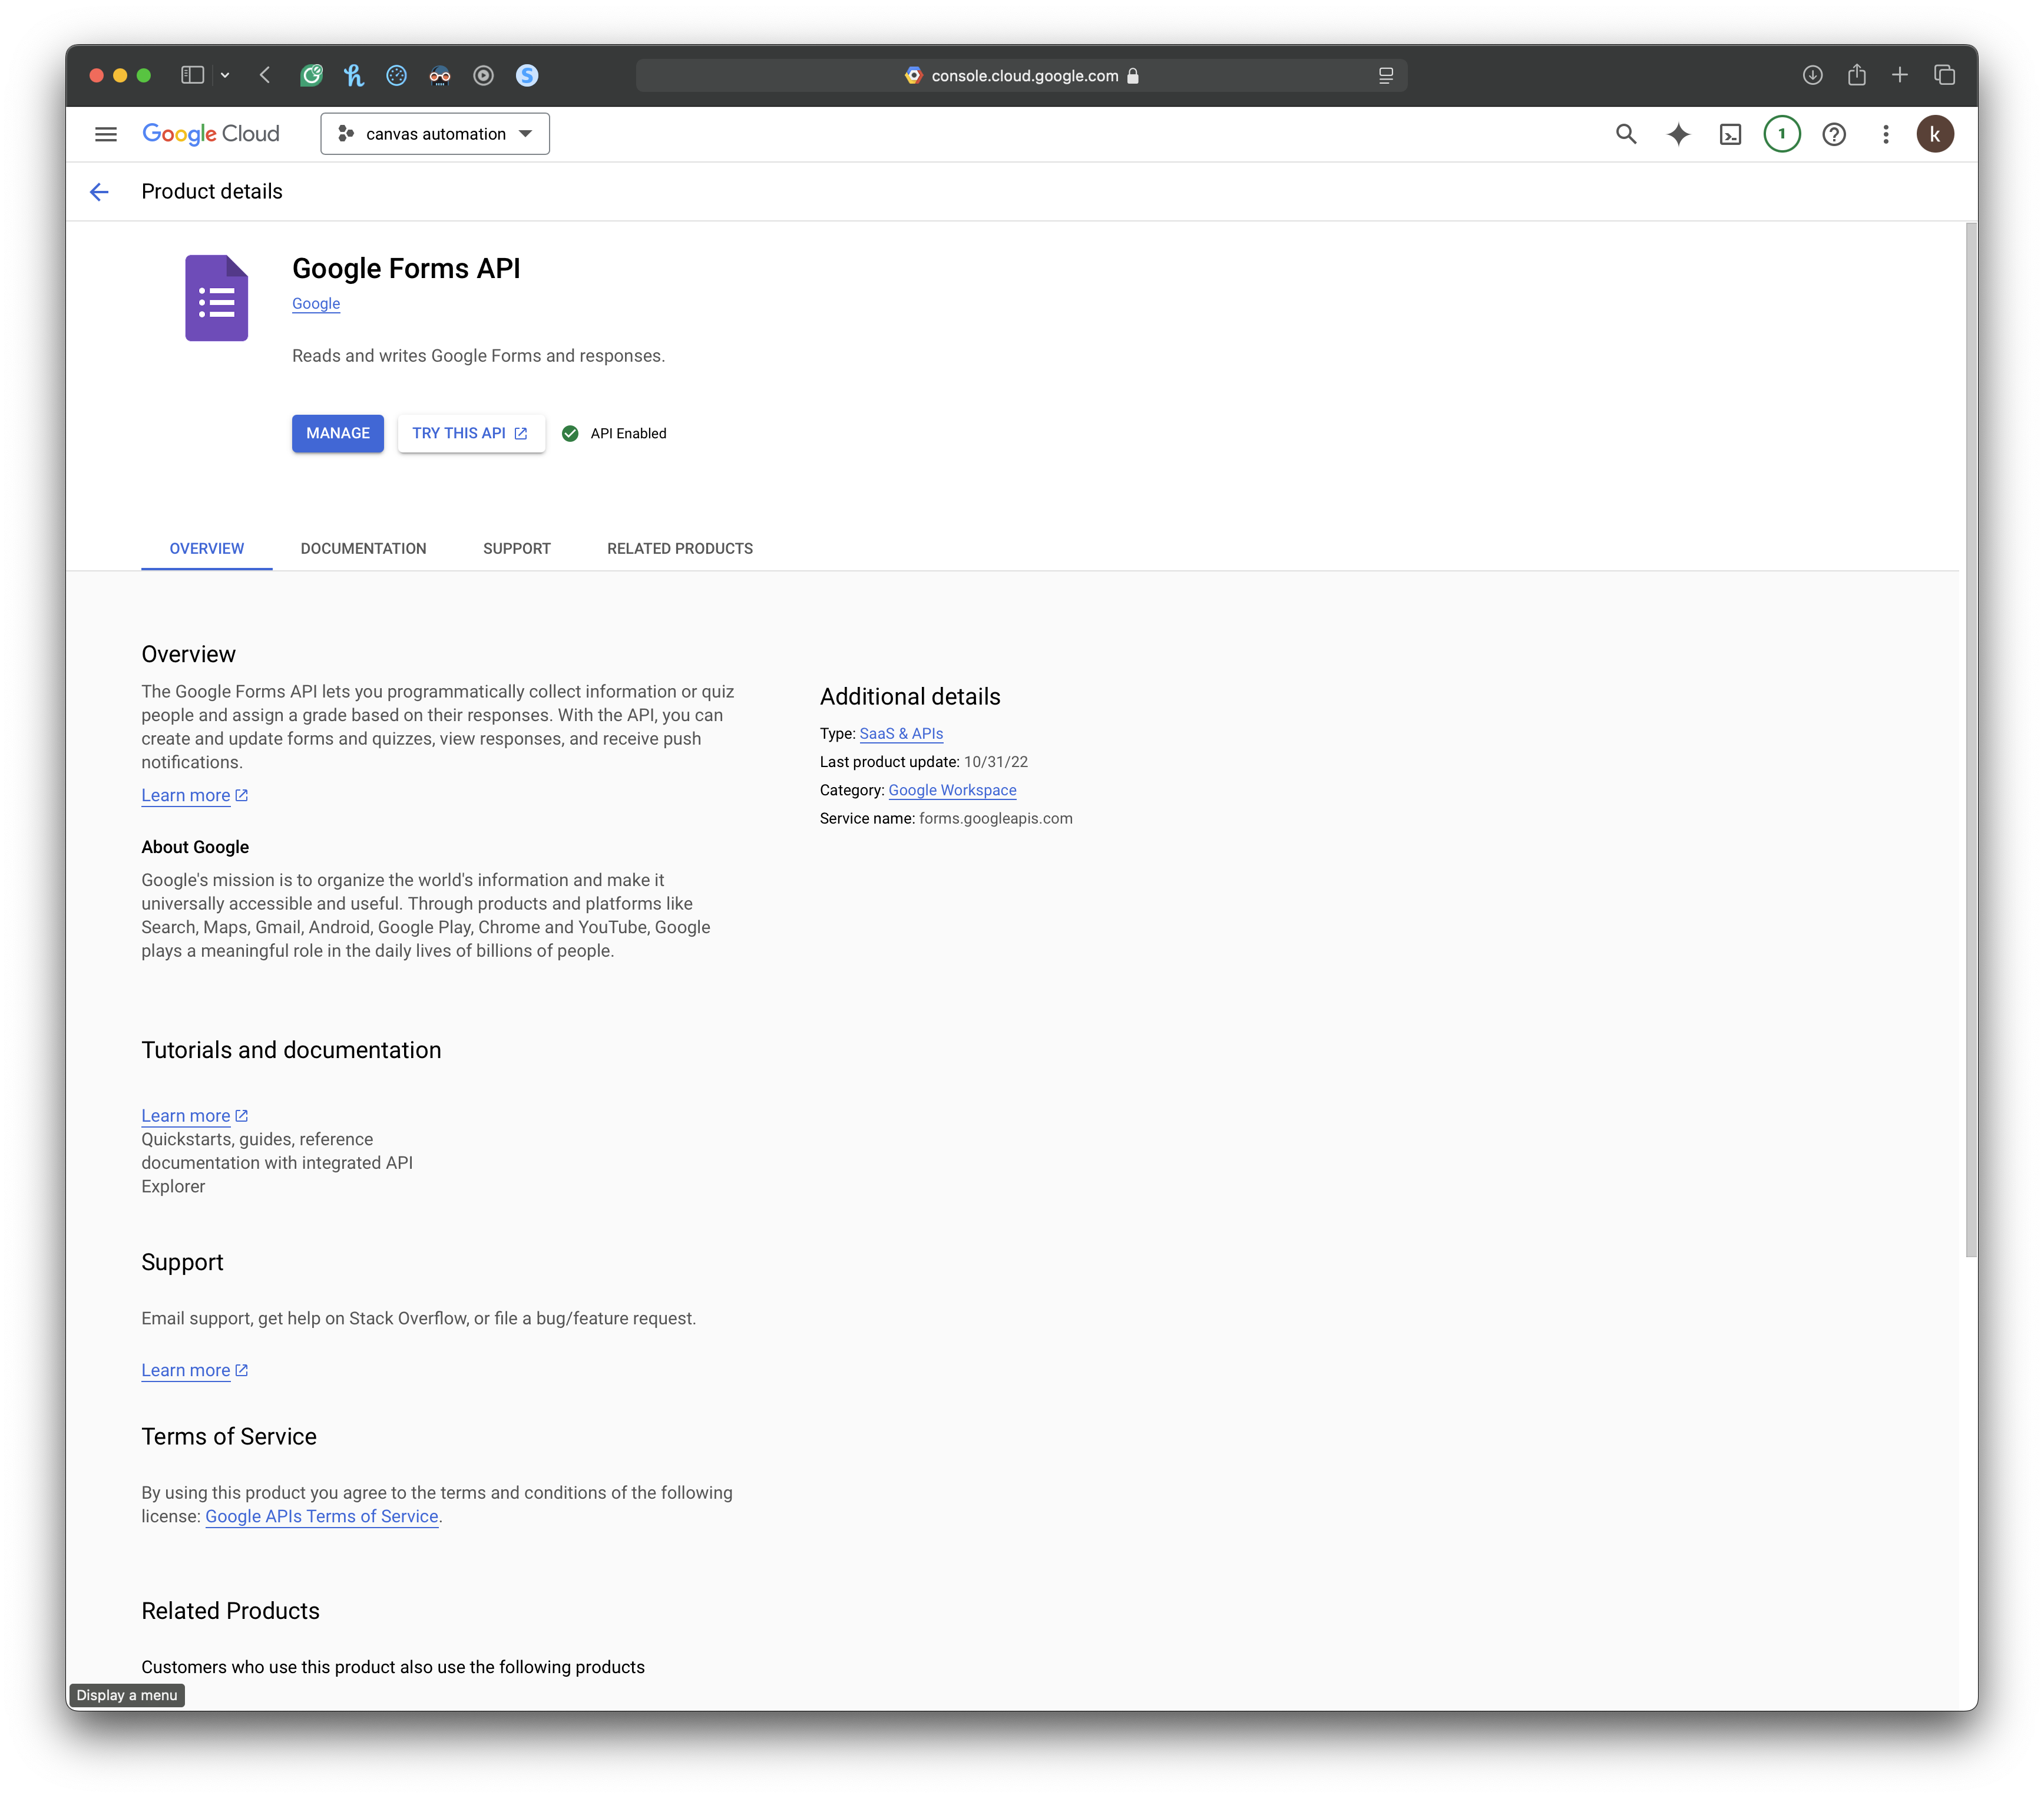 console.cloud.google.com
Google Cloud
canvas automation
1
k
Product details
Google Forms API
Google
Reads and writes Google Forms and responses.
MANAGE
TRY THIS API
API Enabled
OVERVIEW
DOCUMENTATION
SUPPORT
RELATED PRODUCTS
Overview
The Google Forms API lets you programmatically collect information or quiz
people and assign a grade based on their responses. With the API, you can
create and update forms and quizzes, view responses, and receive push
notifications.
Learn more
About Google
Google's mission is to organize the world's information and make it
universally accessible and useful. Through products and platforms like
Search, Maps, Gmail, Android, Google Play, Chrome and YouTube, Google
plays a meaningful role in the daily lives of billions of people.
Additional details
Type: SaaS & APIs
Last product update: 10/31/22
Category: Google Workspace
Service name: forms.googleapis.com
Tutorials and documentation
Learn more
Quickstarts, guides, reference
documentation with integrated API
Explorer
Support
Email support, get help on Stack Overflow, or file a bug/feature request.
Learn more
Terms of Service
By using this product you agree to the terms and conditions of the following
license: Google APIs Terms of Service.
Related Products
Customers who use this product also use the following products
Display a menu